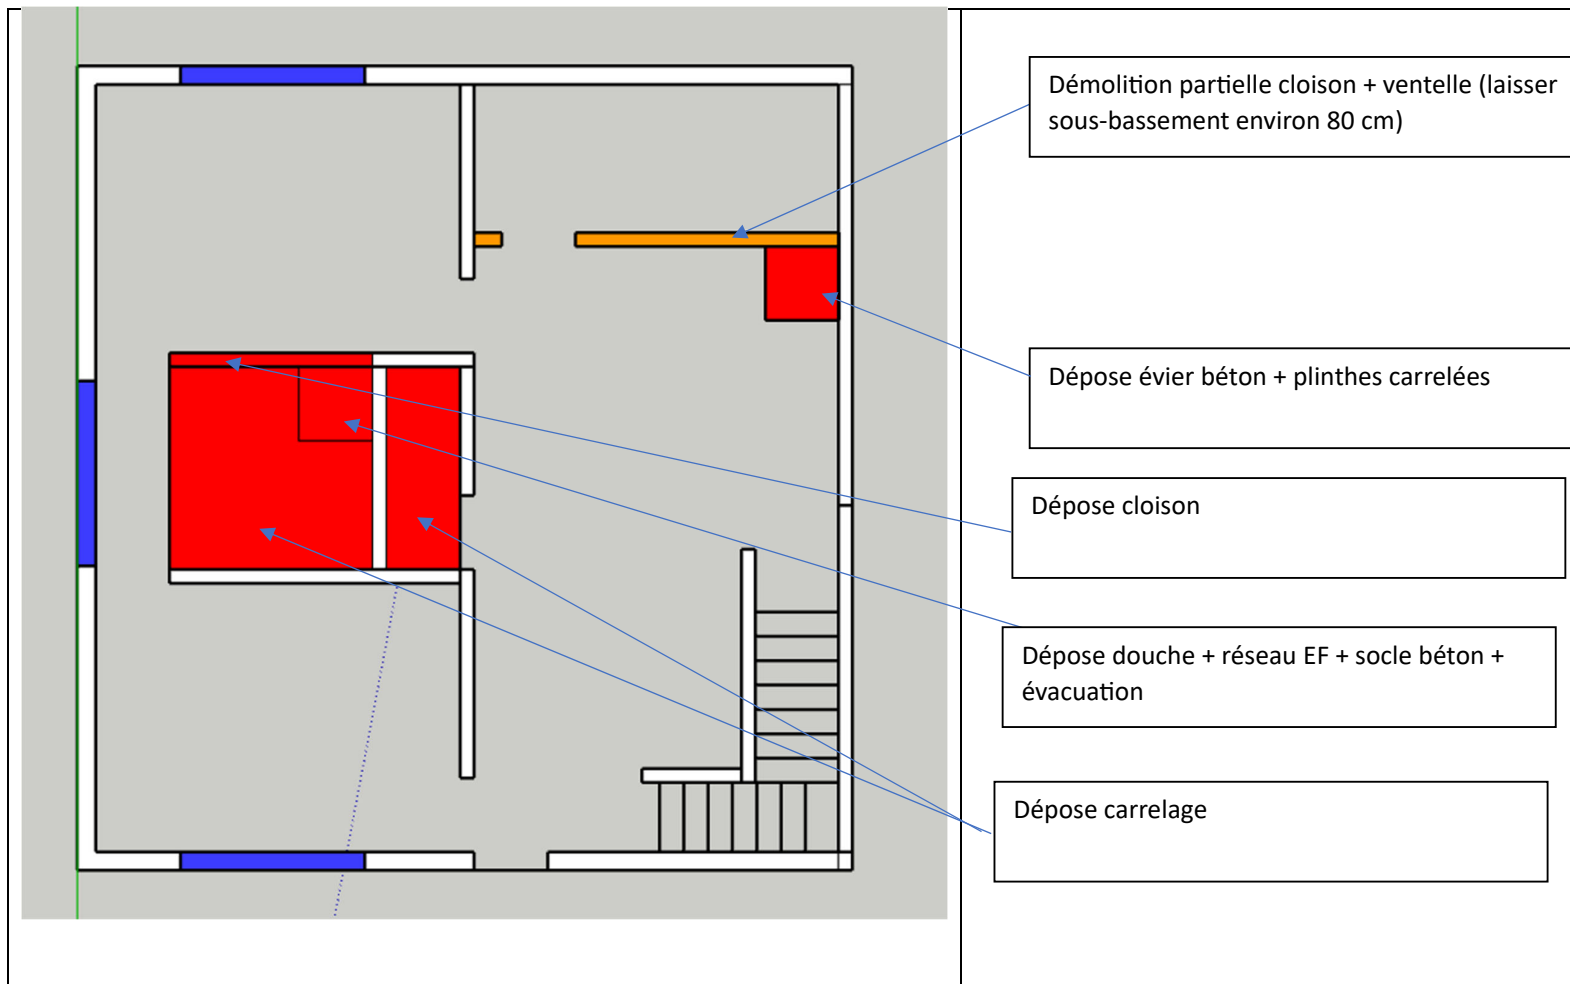 Démolition partielle cloison + ventelle (laisser
sous-bassement environ 80 cm)
Dépose évier béton + plinthes carrelées
Dépose cloison
Dépose douche + réseau EF + socle béton +
évacuation
Dépose carrelage